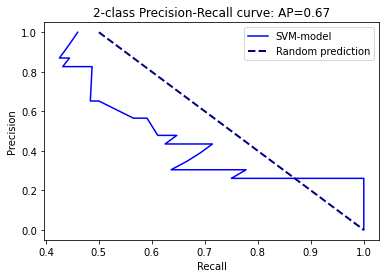 2-class Precision-Recall curve: AP=0.67
SVM-model
Random prediction
Precision
1.0
0.8
0.6
0.4
0.2
0.0
0.4 0.5 0.6 0.7 0.8 0.9 1.0
Recall